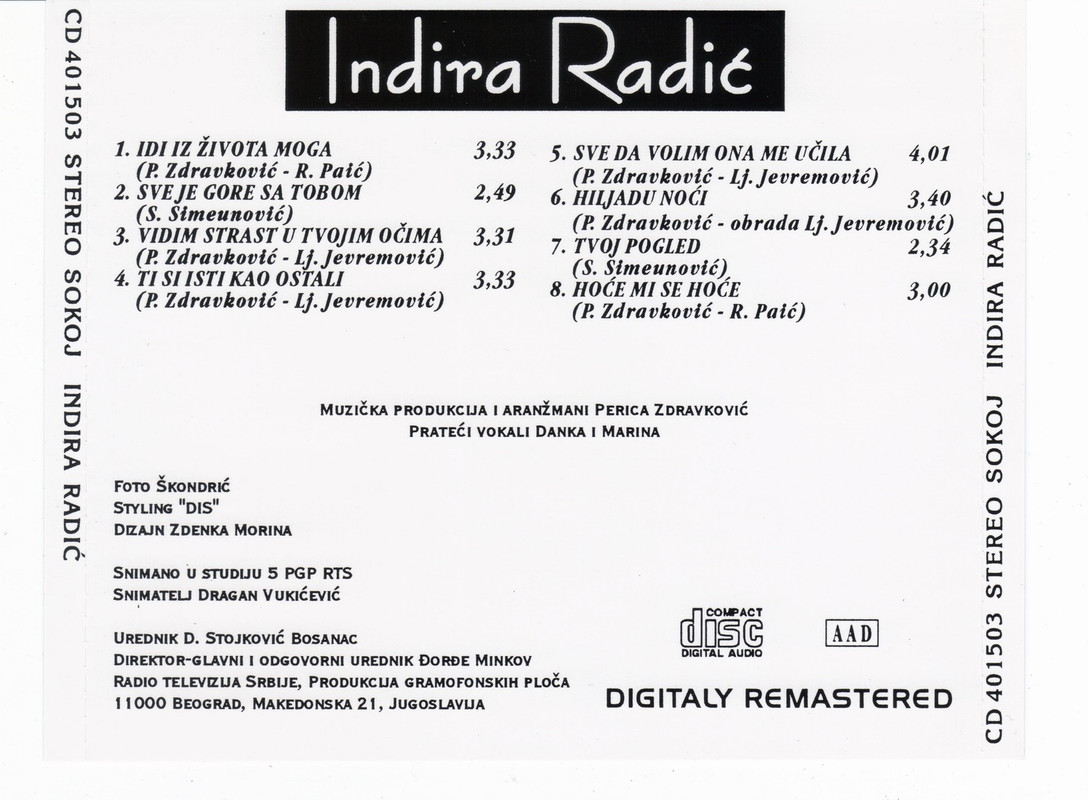 Indira Radić
1. IDI IZ ŽIVOTA MOGA 3,33
(P. Zdravković - R. Paić)
2. SVE JE GORE SA TOBOM 2,49
(S. Simeunović)
3. VIDIM STRAST U TVOJIM OČIMA 3,31
(P. Zdravković - Lj. Jevremović)
4. TI SI ISTI KAO OSTALI 3,33
(P. Zdravković - Lj. Jevremović)
5. SVE DA VOLIM ONA ME UČILA 4,01
(P. Zdravković - Lj. Jevremović)
6. HILJADU NOĆI 3,40
(P. Zdravković - obrada Lj. Jevremović)
7. TVOJ POGLED 2,34
(S. Simeunović)
8. HOĆE MI SE HOĆE 3,00
(P. Zdravković - R. Paić)
MUZIČKA PRODUKCIJA I ARANŽMANI PERICA ZDRAVKOVIĆ
PRATEĆI VOKALI DANKA I MARINA
FOTO ŠKONDRIĆ
STYLING "DIS"
DIZAJN ZDENKA MORINA
SNIMANO U STUDIJU 5 PGP RTS
SNIMATELJ DRAGAN VUKIĆEVIĆ
UREDNIK D. STOJKOVIĆ BOSANAC
DIREKTOR-GLAVNI I ODGOVORNI UREDNIK ĐORĐE MINKOV
RADIO TELEVIZIJA SRBIJE, PRODUKCIJA GRAMOFONSKIH PLOČA
11000 BEOGRAD, MAKEDONSKA 21, JUGOSLAVIJA
COMPACT
disc
DIGITAL AUDIO
AAD
DIGITALY REMASTERED
CD 401503 STEREO SOKOJ INDIRA RADIĆ
CD 401503 STEREO SOKOJ INDIRA RADIĆ